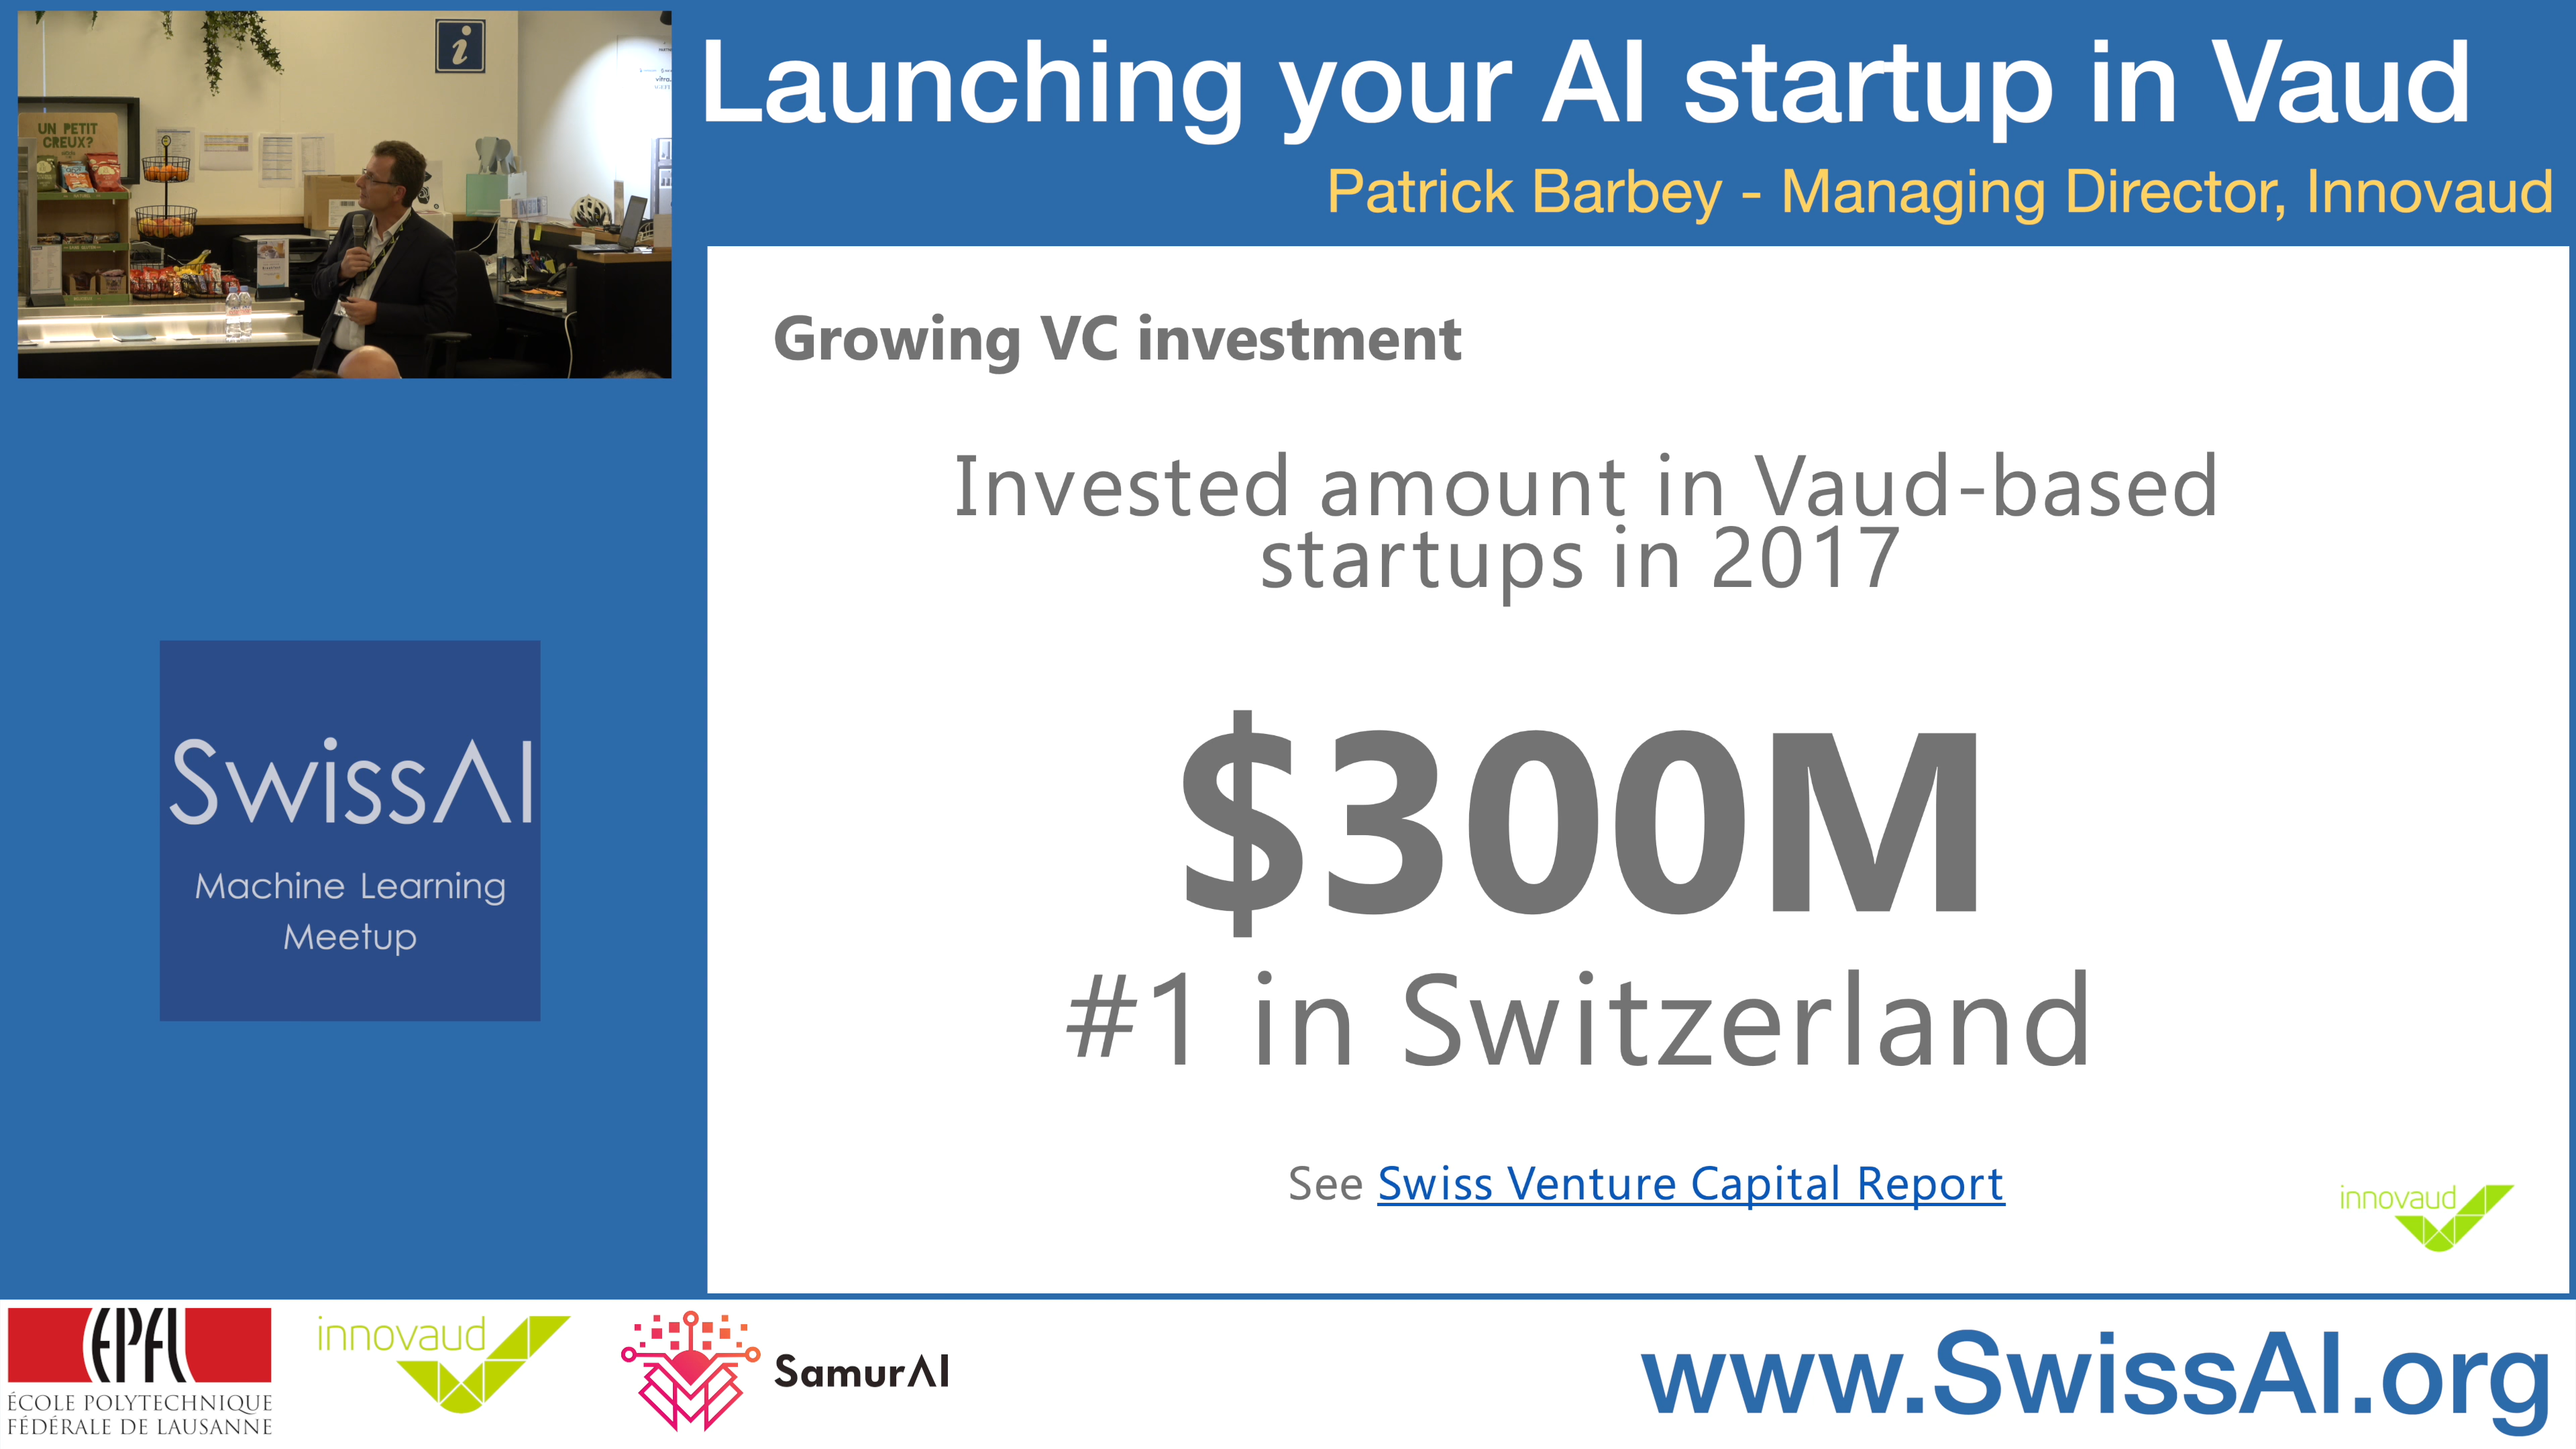 UN PETIT
CREUX?
i
Launching your AI startup in Vaud
Patrick Barbey - Managing Director, Innovaud
Growing VC investment
Invested amount in Vaud-based
startups in 2017
$300M
#1 in Switzerland
See Swiss Venture Capital Report
innovaud
SwissAI
Machine Learning
Meetup
EPFL
ÉCOLE POLYTECHNIQUE
FÉDÉRALE DE LAUSANNE
innovaud
SamurAI
www.SwissAI.org